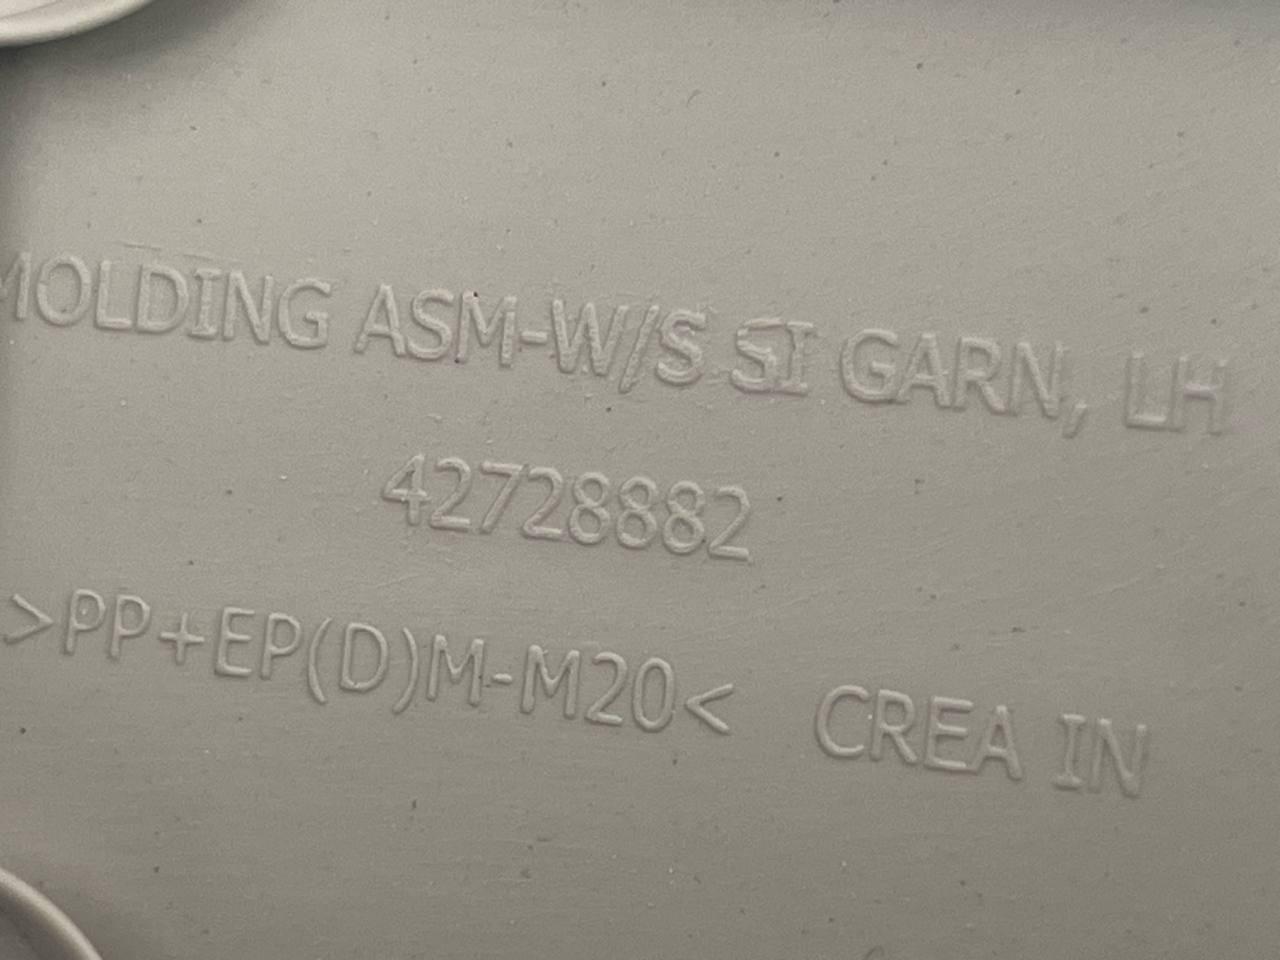 MOLDING ASM-W/S SI GARN, LH
42728882
>PP+EP(D)M-M20< CREA IN